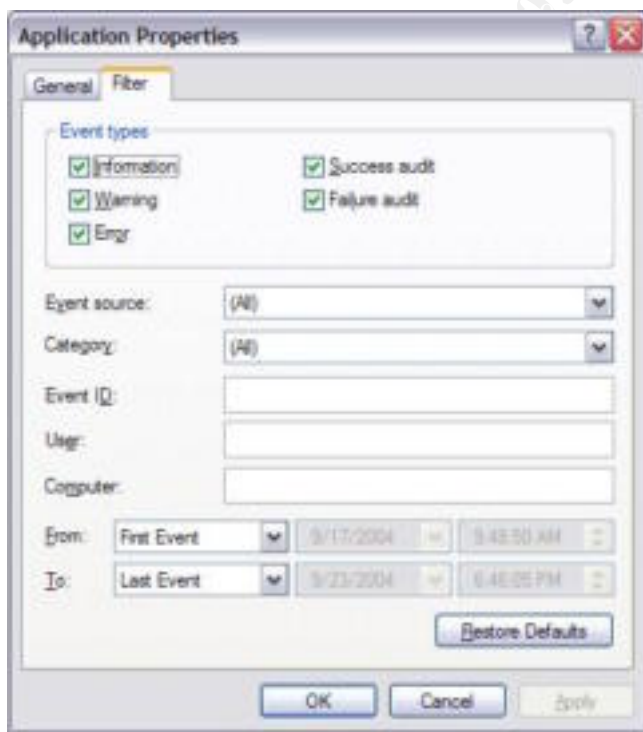 Application Properties
General Filter
Event types
Information
Success audit
Warning
Failure audit
Error
Event source: (All)
Category: (All)
Event ID:
User:
Computer:
From: First Event 9/17/2004 9:48:50 AM
To: Last Event 9/23/2004 6:46:05 PM
Restore Defaults
OK Cancel Apply